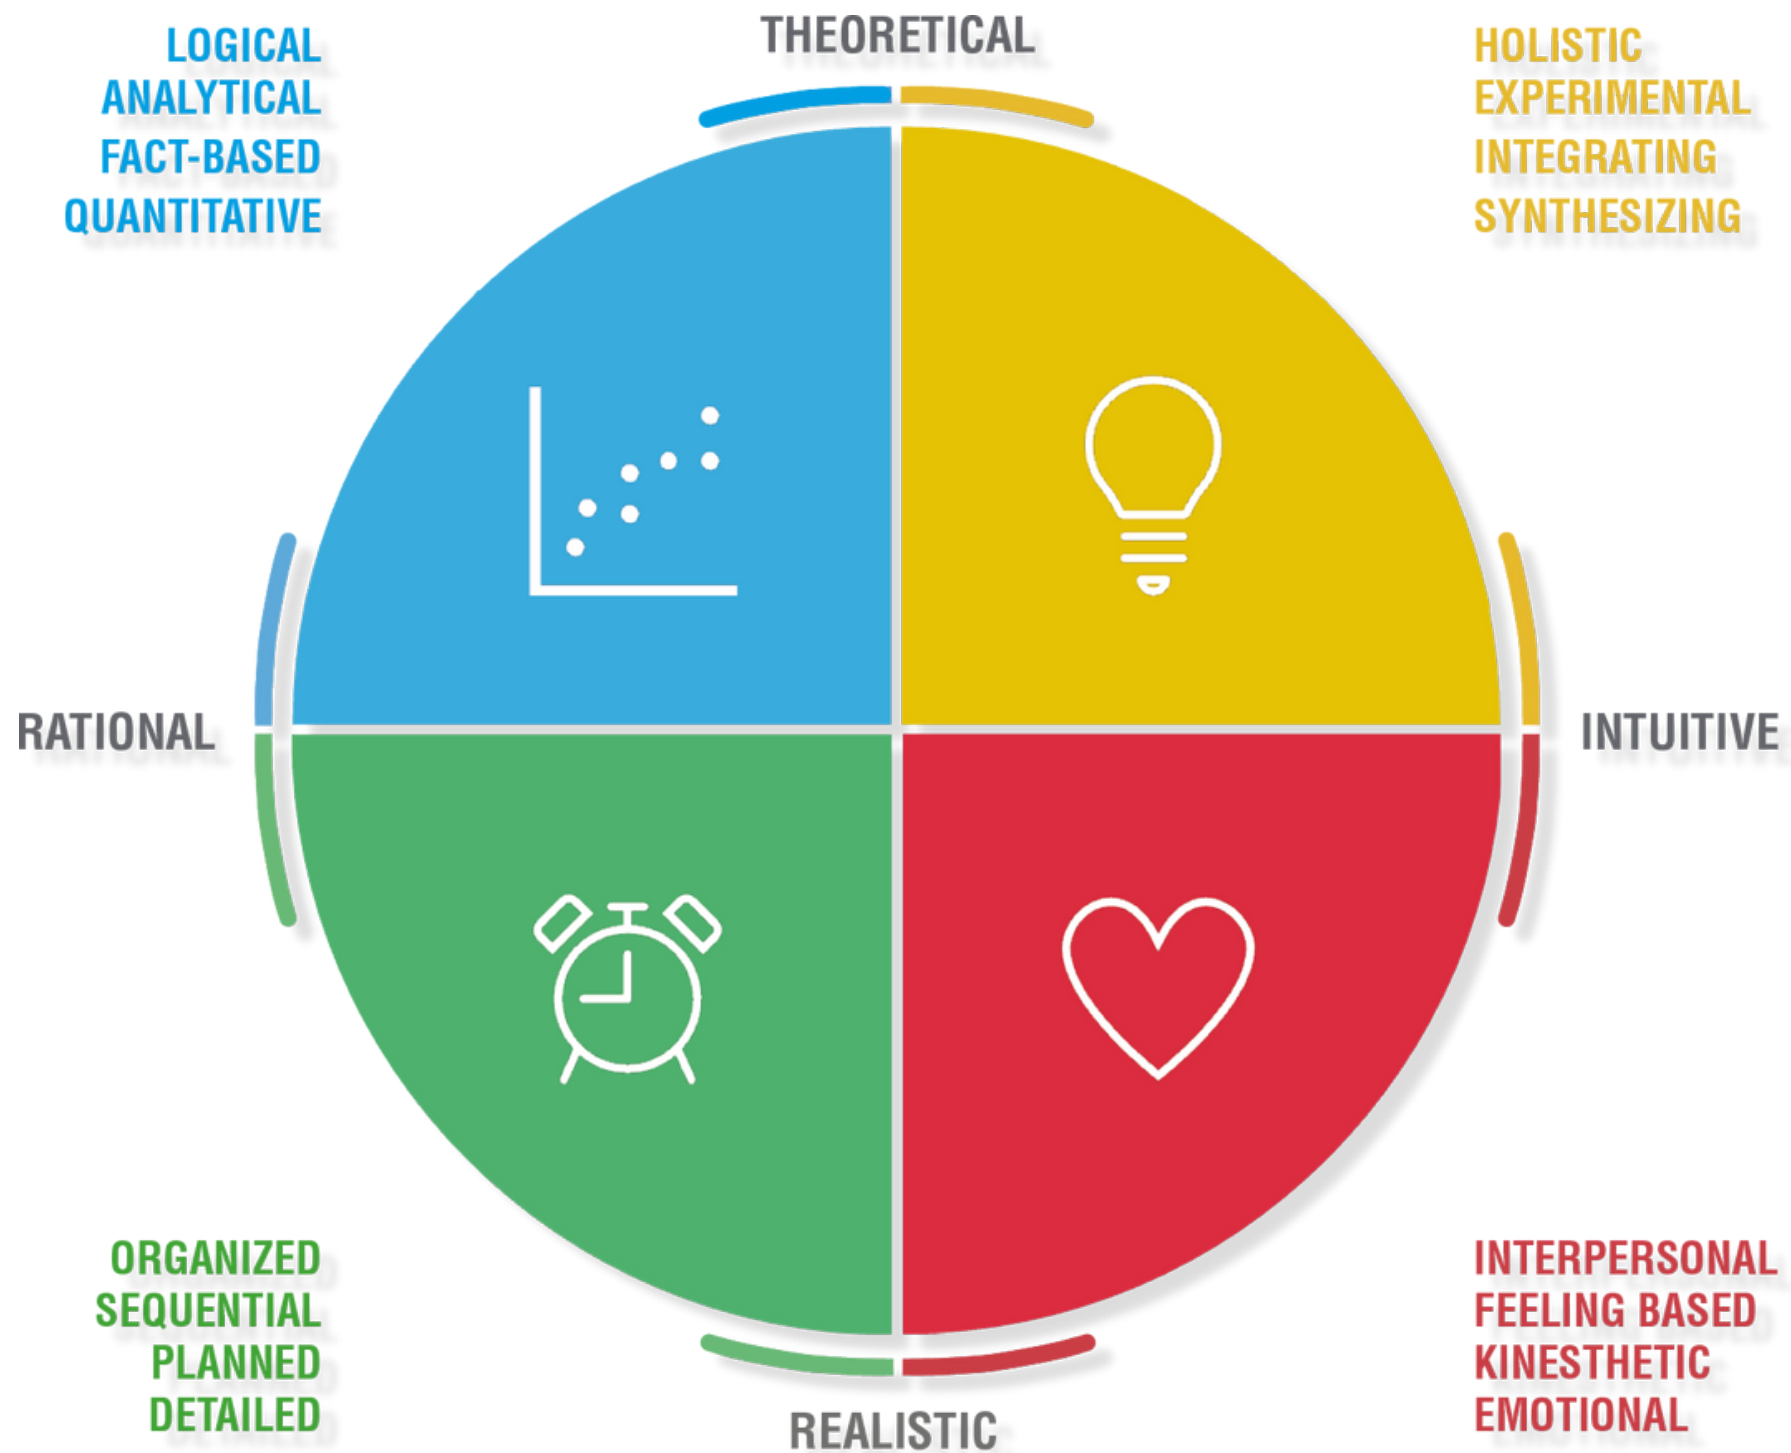 THEORETICAL
LOGICAL
ANALYTICAL
FACT-BASED
QUANTITATIVE
HOLISTIC
EXPERIMENTAL
INTEGRATING
SYNTHESIZING
RATIONAL
INTUITIVE
ORGANIZED
SEQUENTIAL
PLANNED
DETAILED
INTERPERSONAL
FEELING BASED
KINESTHETIC
EMOTIONAL
REALISTIC